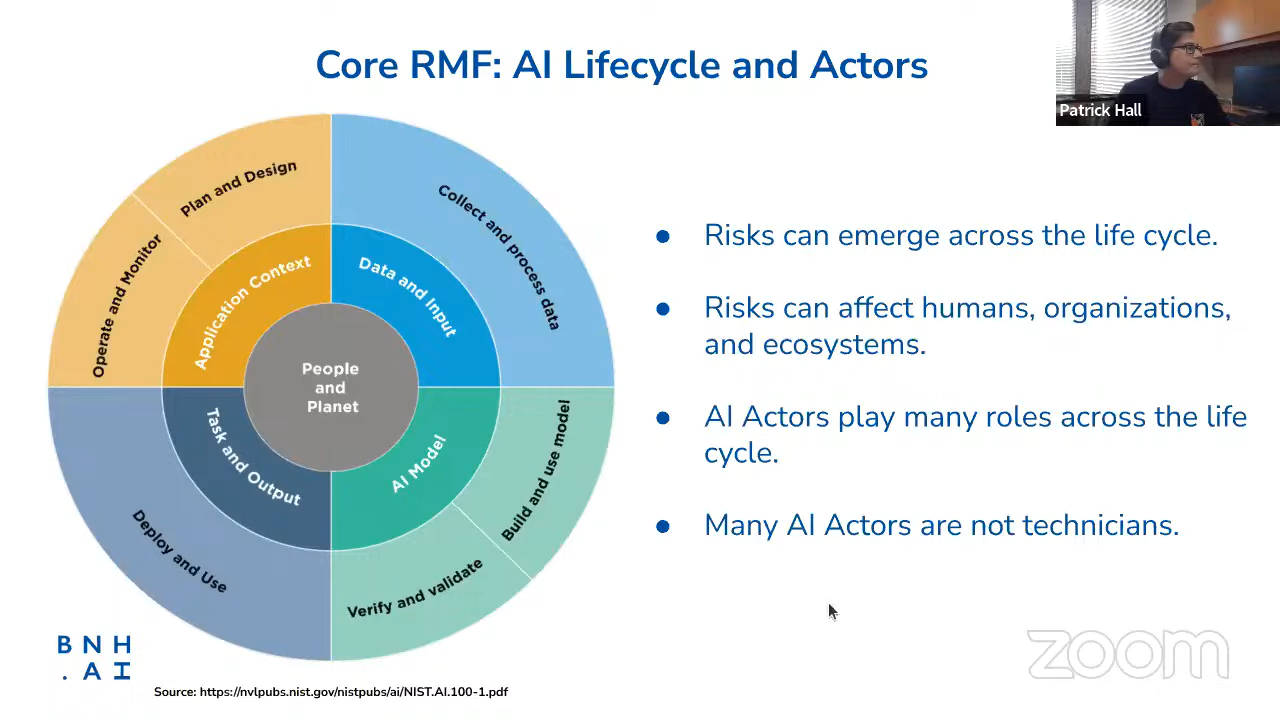 Core RMF: AI Lifecycle and Actors
Patrick Hall
Plan and Design
Collect and process data
Operate and Monitor
Application Context
Data and Input
People
and
Planet
Task and Output
AI Model
Build and use model
Deploy and Use
Verify and validate
● Risks can emerge across the life cycle.
● Risks can affect humans, organizations,
and ecosystems.
● AI Actors play many roles across the life
cycle.
● Many AI Actors are not technicians.
BNH
.AI
Source: https://nvlpubs.nist.gov/nistpubs/ai/NIST.AI.100-1.pdf
zoom